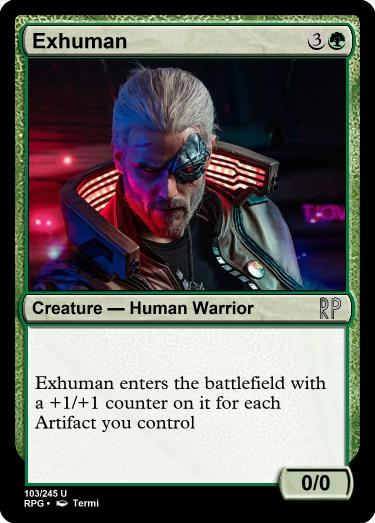 Exhuman 3
Creature — Human Warrior RP
Exhuman enters the battlefield with
a +1/+1 counter on it for each
Artifact you control
0/0
103/245 U
RPG • Termi